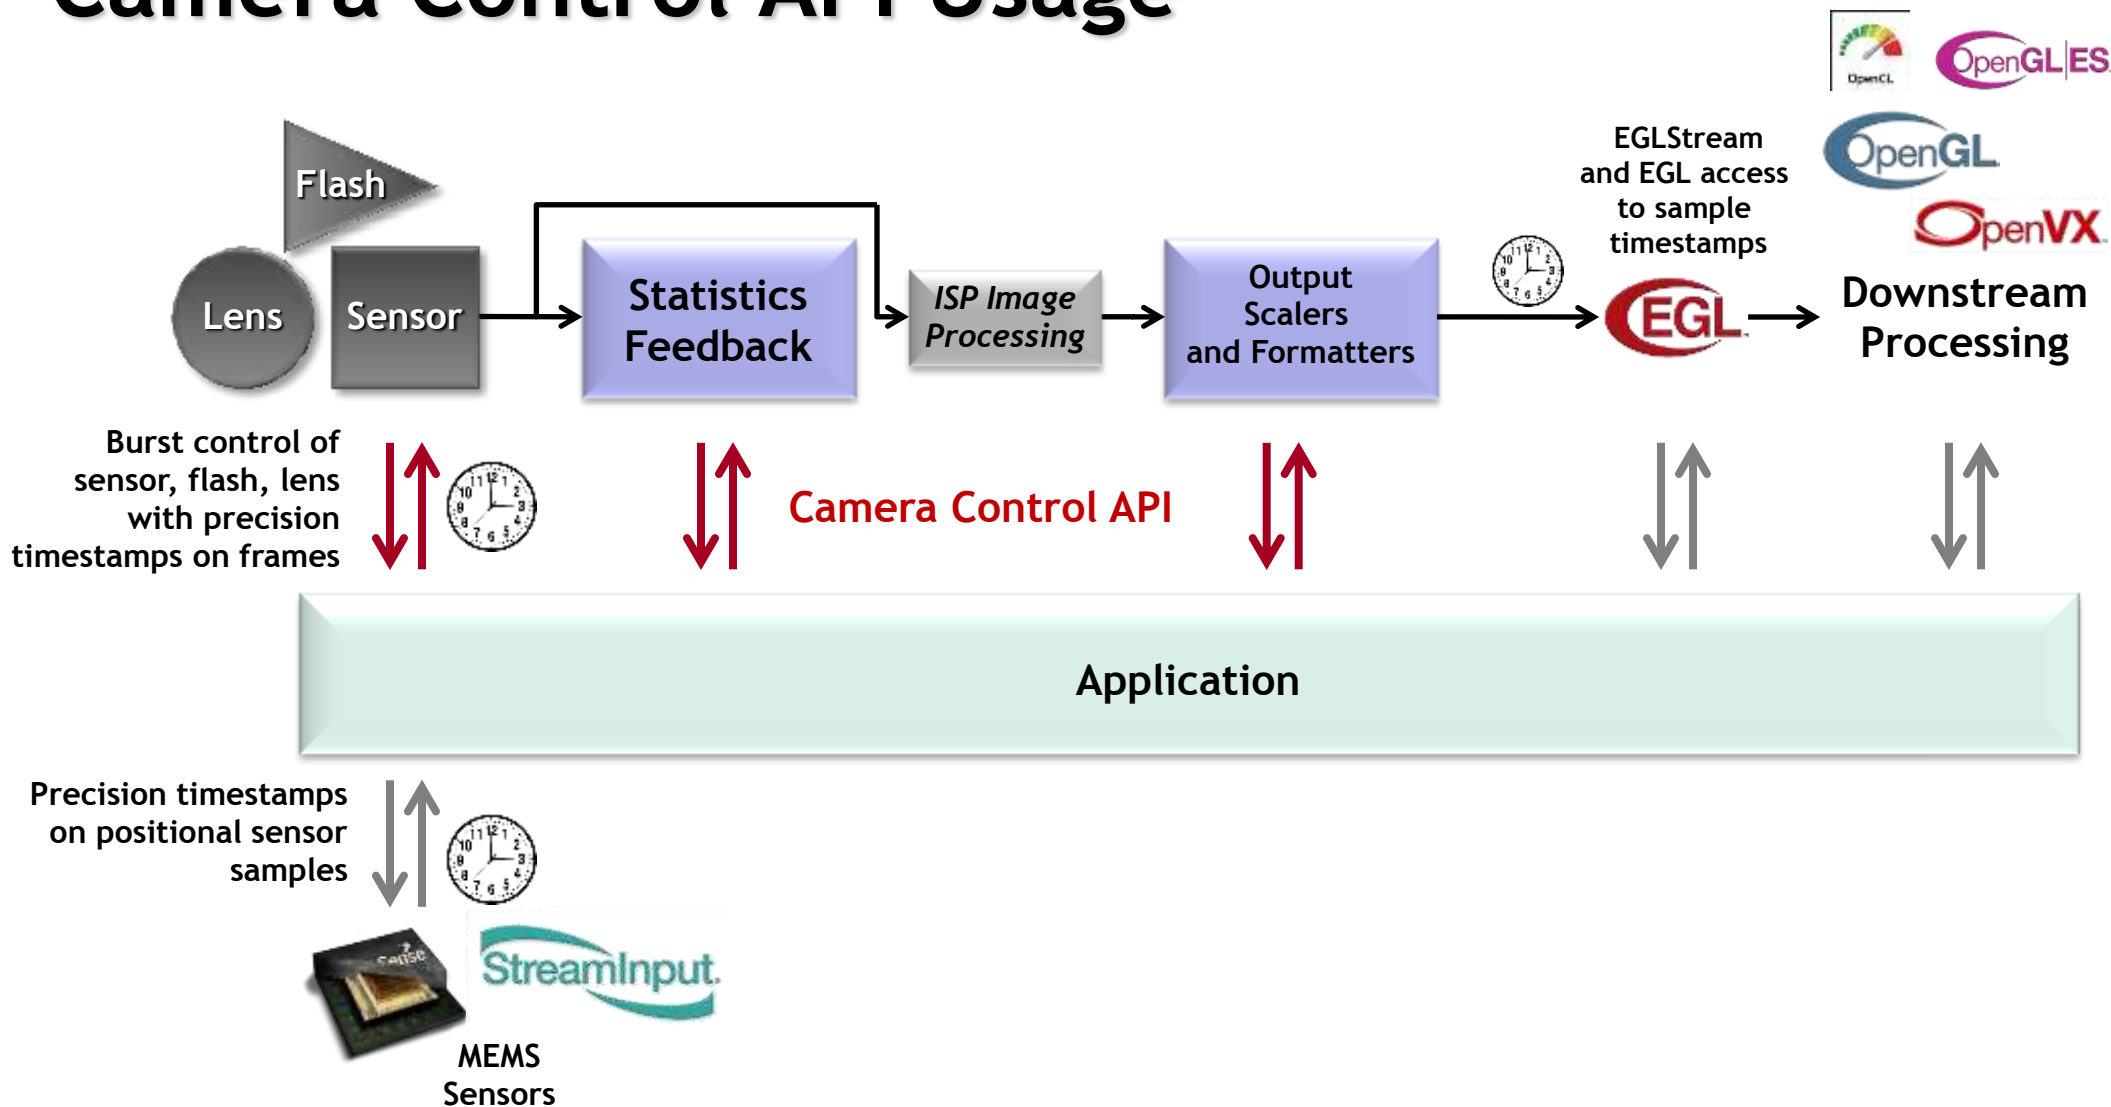 Camera Control API Usage
OpenCL
OpenGL|ES
OpenGL
OpenVX
EGLStream
and EGL access
to sample
timestamps
Flash
Lens
Sensor
Statistics
Feedback
ISP Image
Processing
Output
Scalers
and Formatters
EGL
Downstream
Processing
Burst control of
sensor, flash, lens
with precision
timestamps on frames
Camera Control API
Application
Precision timestamps
on positional sensor
samples
Sense
StreamInput
MEMS
Sensors